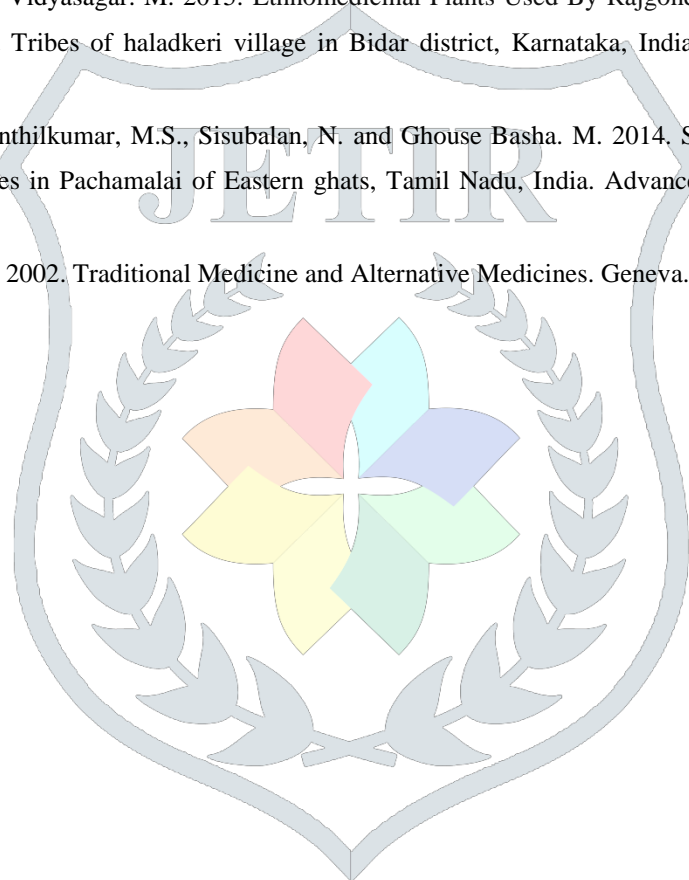 Vidyasagar. M. 2015. Ethnomedicinal Plants Used By Rajgond
Tribes of haladkeri village in Bidar district, Karnataka, India
JETIR
nthilkumar, M.S., Sisubalan, N. and Ghouse Basha. M. 2014. S
es in Pachamalai of Eastern ghats, Tamil Nadu, India. Advance
2002. Traditional Medicine and Alternative Medicines. Geneva.